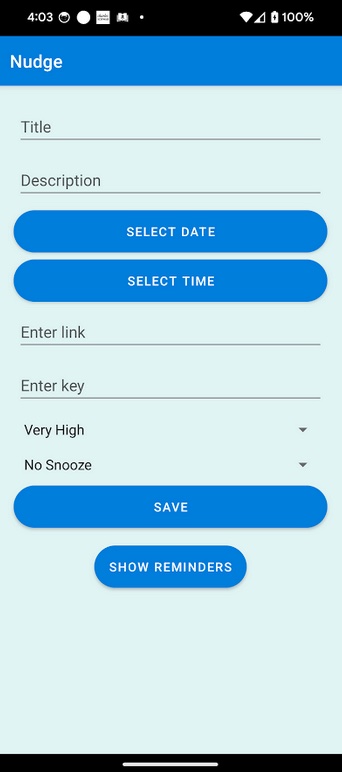 4:03 100%
Nudge
Title
Description
SELECT DATE
SELECT TIME
Enter link
Enter key
Very High
No Snooze
SAVE
SHOW REMINDERS